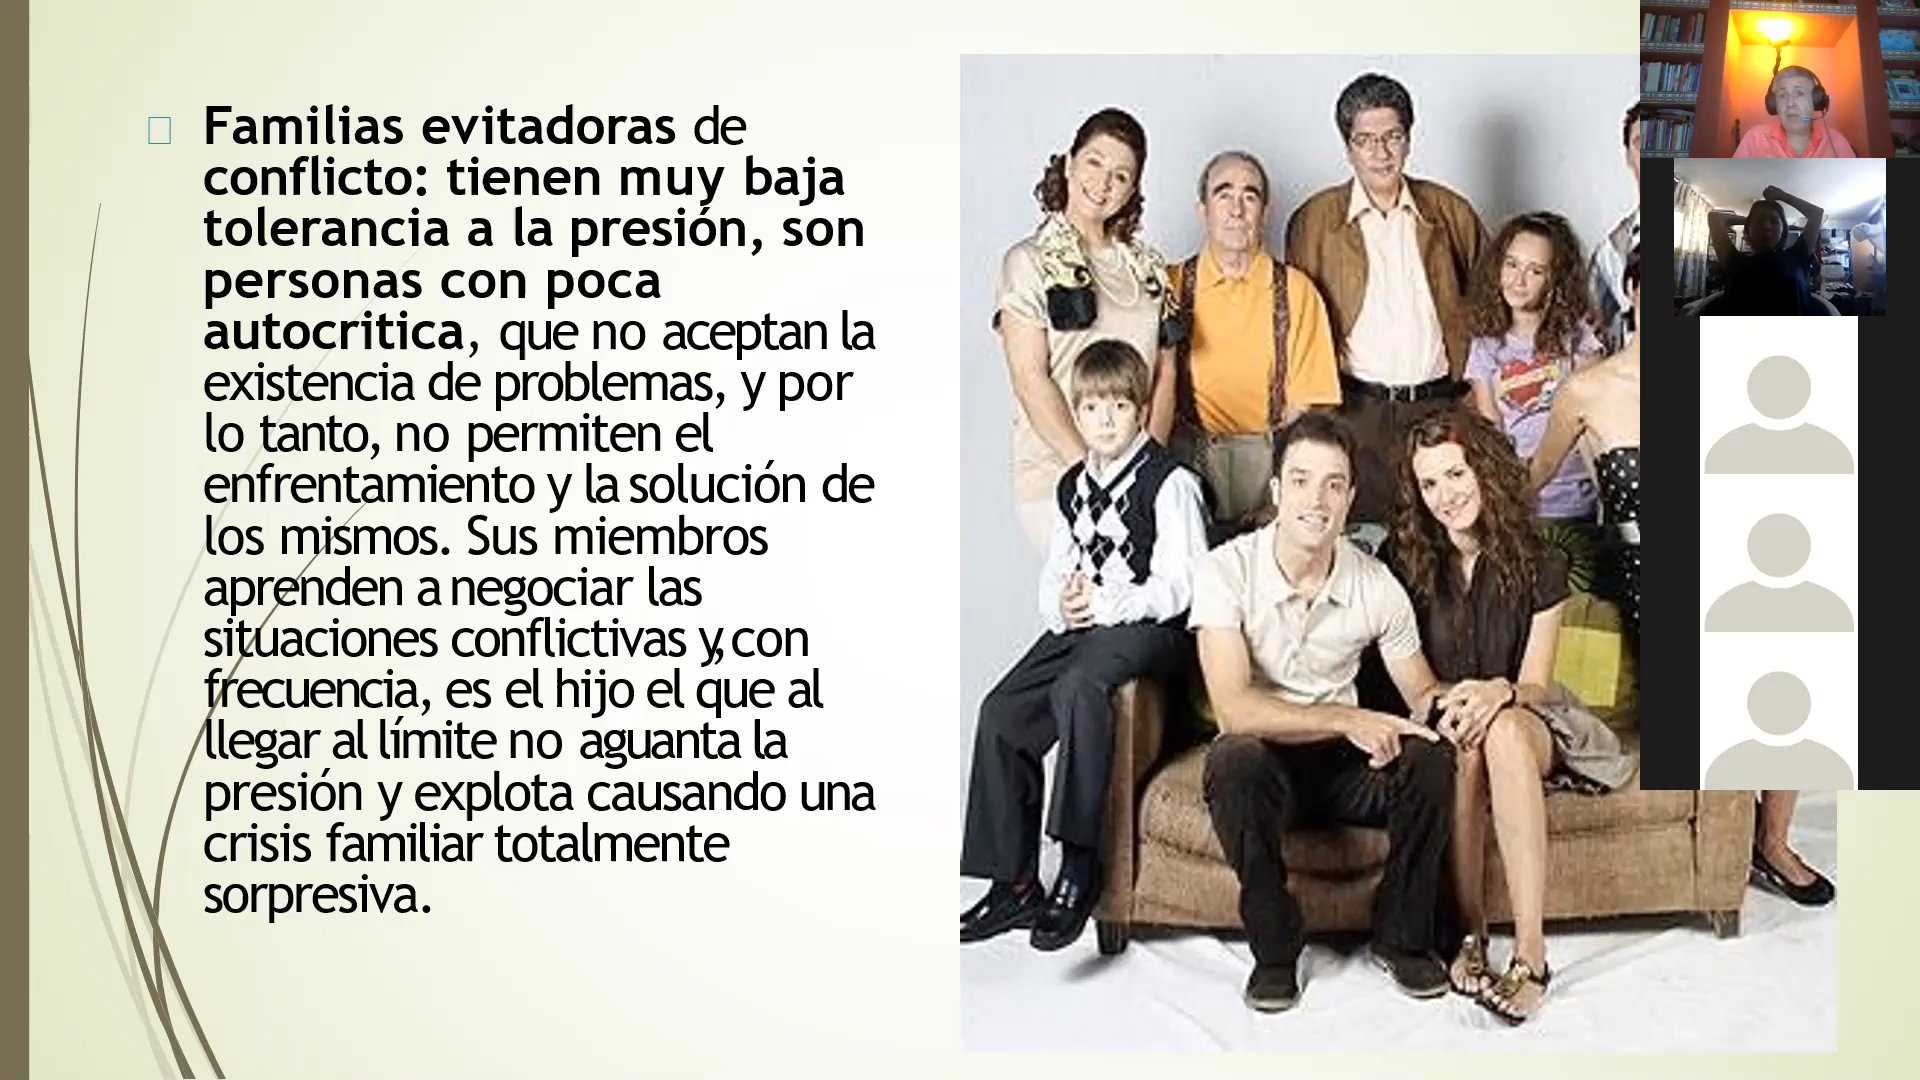 Familias evitadoras de
conflicto: tienen muy baja
tolerancia a la presión, son
personas con poca
autocritica, que no aceptan la
existencia de problemas, y por
lo tanto, no permiten el
enfrentamiento y la solución de
los mismos. Sus miembros
aprenden a negociar las
situaciones conflictivas y, con
frecuencia, es el hijo el que al
llegar al límite no aguanta la
presión y explota causando una
crisis familiar totalmente
sorpresiva.